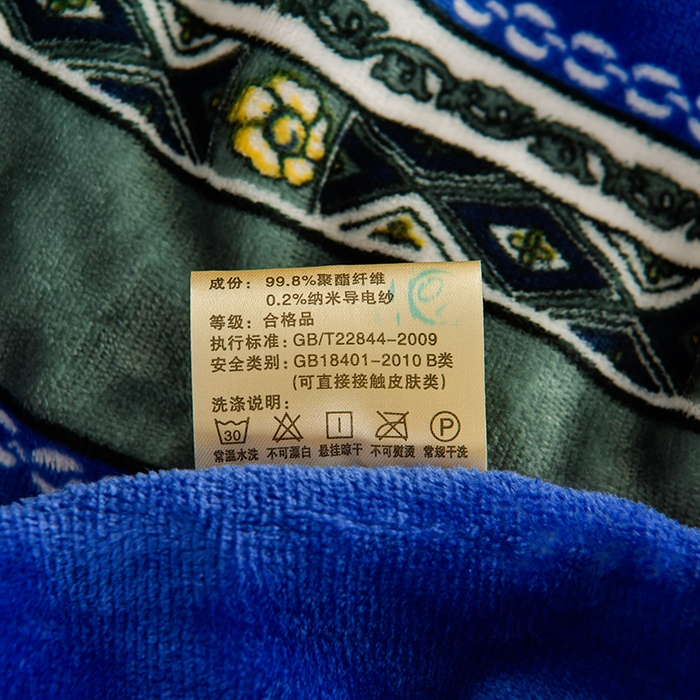 成份： 99.8%聚酯纤维
0.2%纳米导电纱
等级：合格品
执行标准：GB/T22844-2009
安全类别：GB18401-2010 B类
(可直接接触皮肤类)
洗涤说明：
30 P
常温水洗 不可漂白 悬挂晾干 不可熨烫 常规干洗